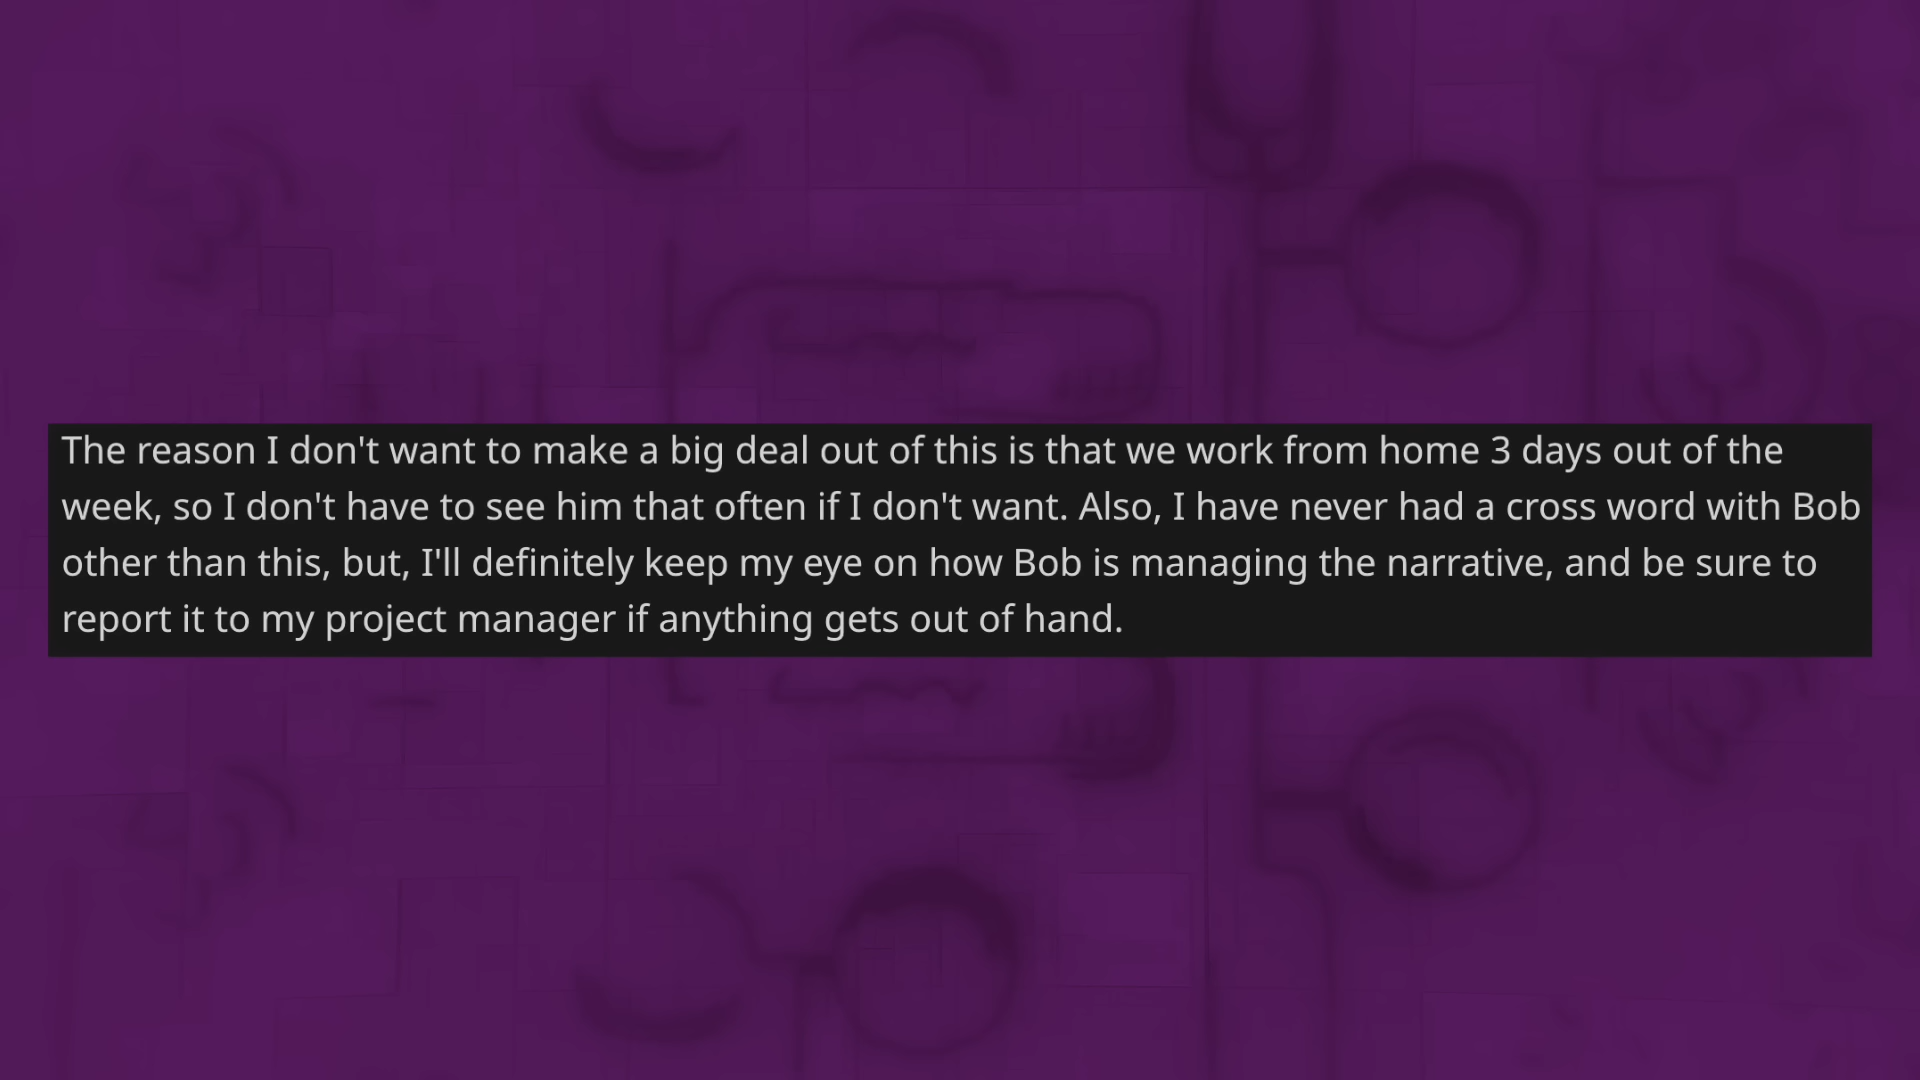 The reason I don't want to make a big deal out of this is that we work from home 3 days out of the
week, so I don't have to see him that often if I don't want. Also, I have never had a cross word with Bob
other than this, but, I'll definitely keep my eye on how Bob is managing the narrative, and be sure to
report it to my project manager if anything gets out of hand.